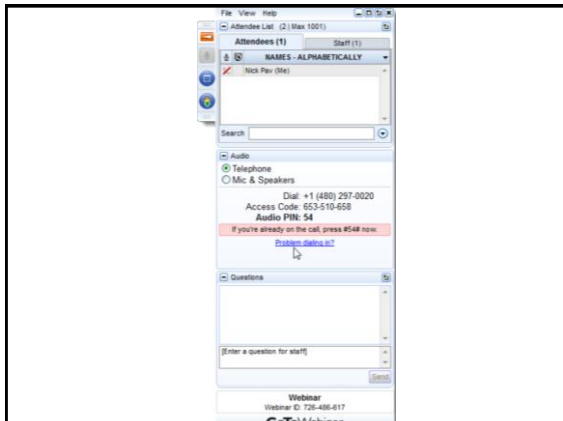 File View Help
Attendee List (2 | Max 1001)
Attendees (1)
Staff (1)
NAMES - ALPHABETICALLY
Nick Pav (Me)
Search
Audio
Telephone
Mic & Speakers
Dial: +1 (480) 297-0020
Access Code: 653-510-658
Audio PIN: 54
If you're already on the call, press #54# now.
Problem dialing in?
Questions
[Enter a question for staff]
Send
Webinar
Webinar ID: 726-486-617
GoToWebinar